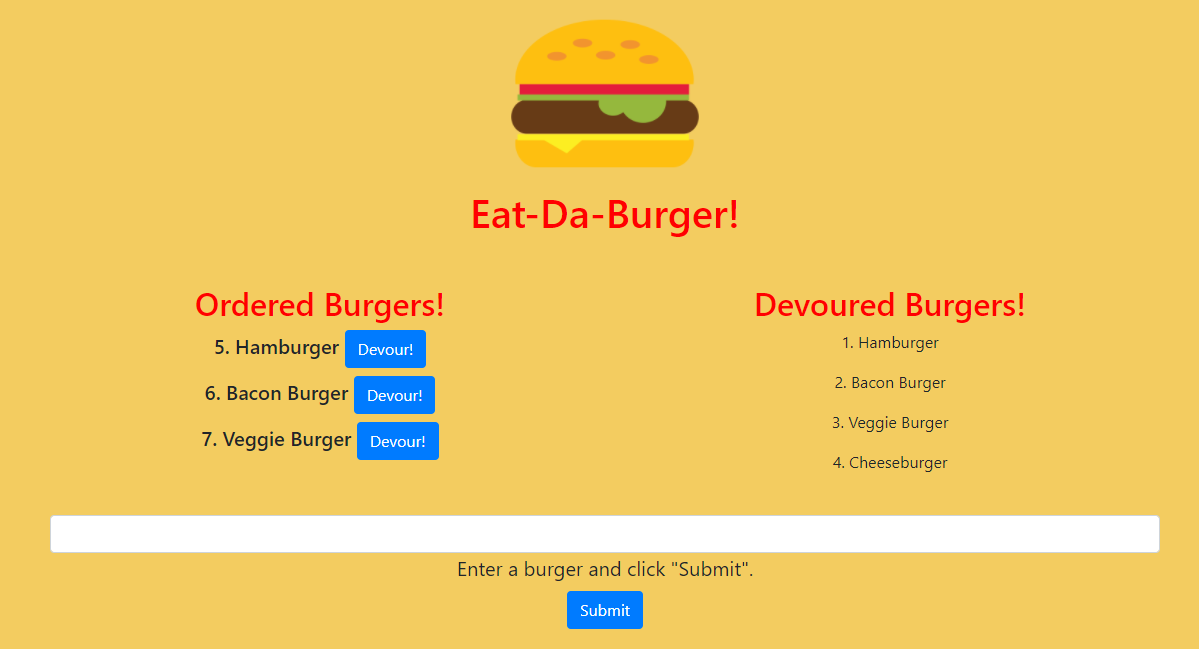 Eat-Da-Burger!
Ordered Burgers!
5. Hamburger Devour!
6. Bacon Burger Devour!
7. Veggie Burger Devour!
Devoured Burgers!
1. Hamburger
2. Bacon Burger
3. Veggie Burger
4. Cheeseburger
Enter a burger and click "Submit".
Submit